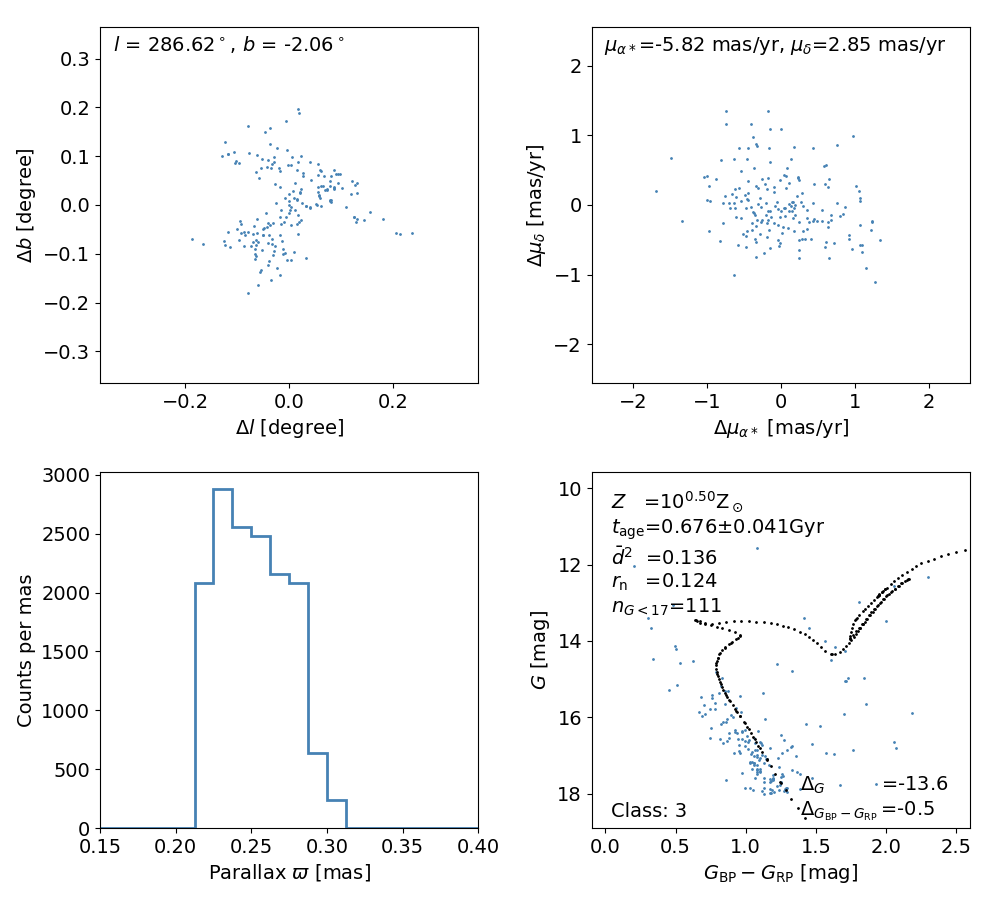 l = 286.62°, b = -2.06°
0.3
0.2
0.1
0.0
−0.1
−0.2
−0.3
Δb [degree]
−0.2 0.0 0.2
Δl [degree]
μα*=-5.82 mas/yr, μδ=2.85 mas/yr
2
1
0
−1
−2
Δμδ [mas/yr]
−2 −1 0 1 2
Δμα* [mas/yr]
3000
2500
2000
1500
1000
500
0
Counts per mas
0.15 0.20 0.25 0.30 0.35 0.40
Parallax ϖ [mas]
Z =10^0.50 Z⊙
t_age=0.676±0.041Gyr
d̄² =0.136
r_n =0.124
n_G<17=111
10
12
14
16
18
G [mag]
Δ_G =-13.6
Δ_GBP−GRP=-0.5
Class: 3
0.0 0.5 1.0 1.5 2.0 2.5
G_BP − G_RP [mag]